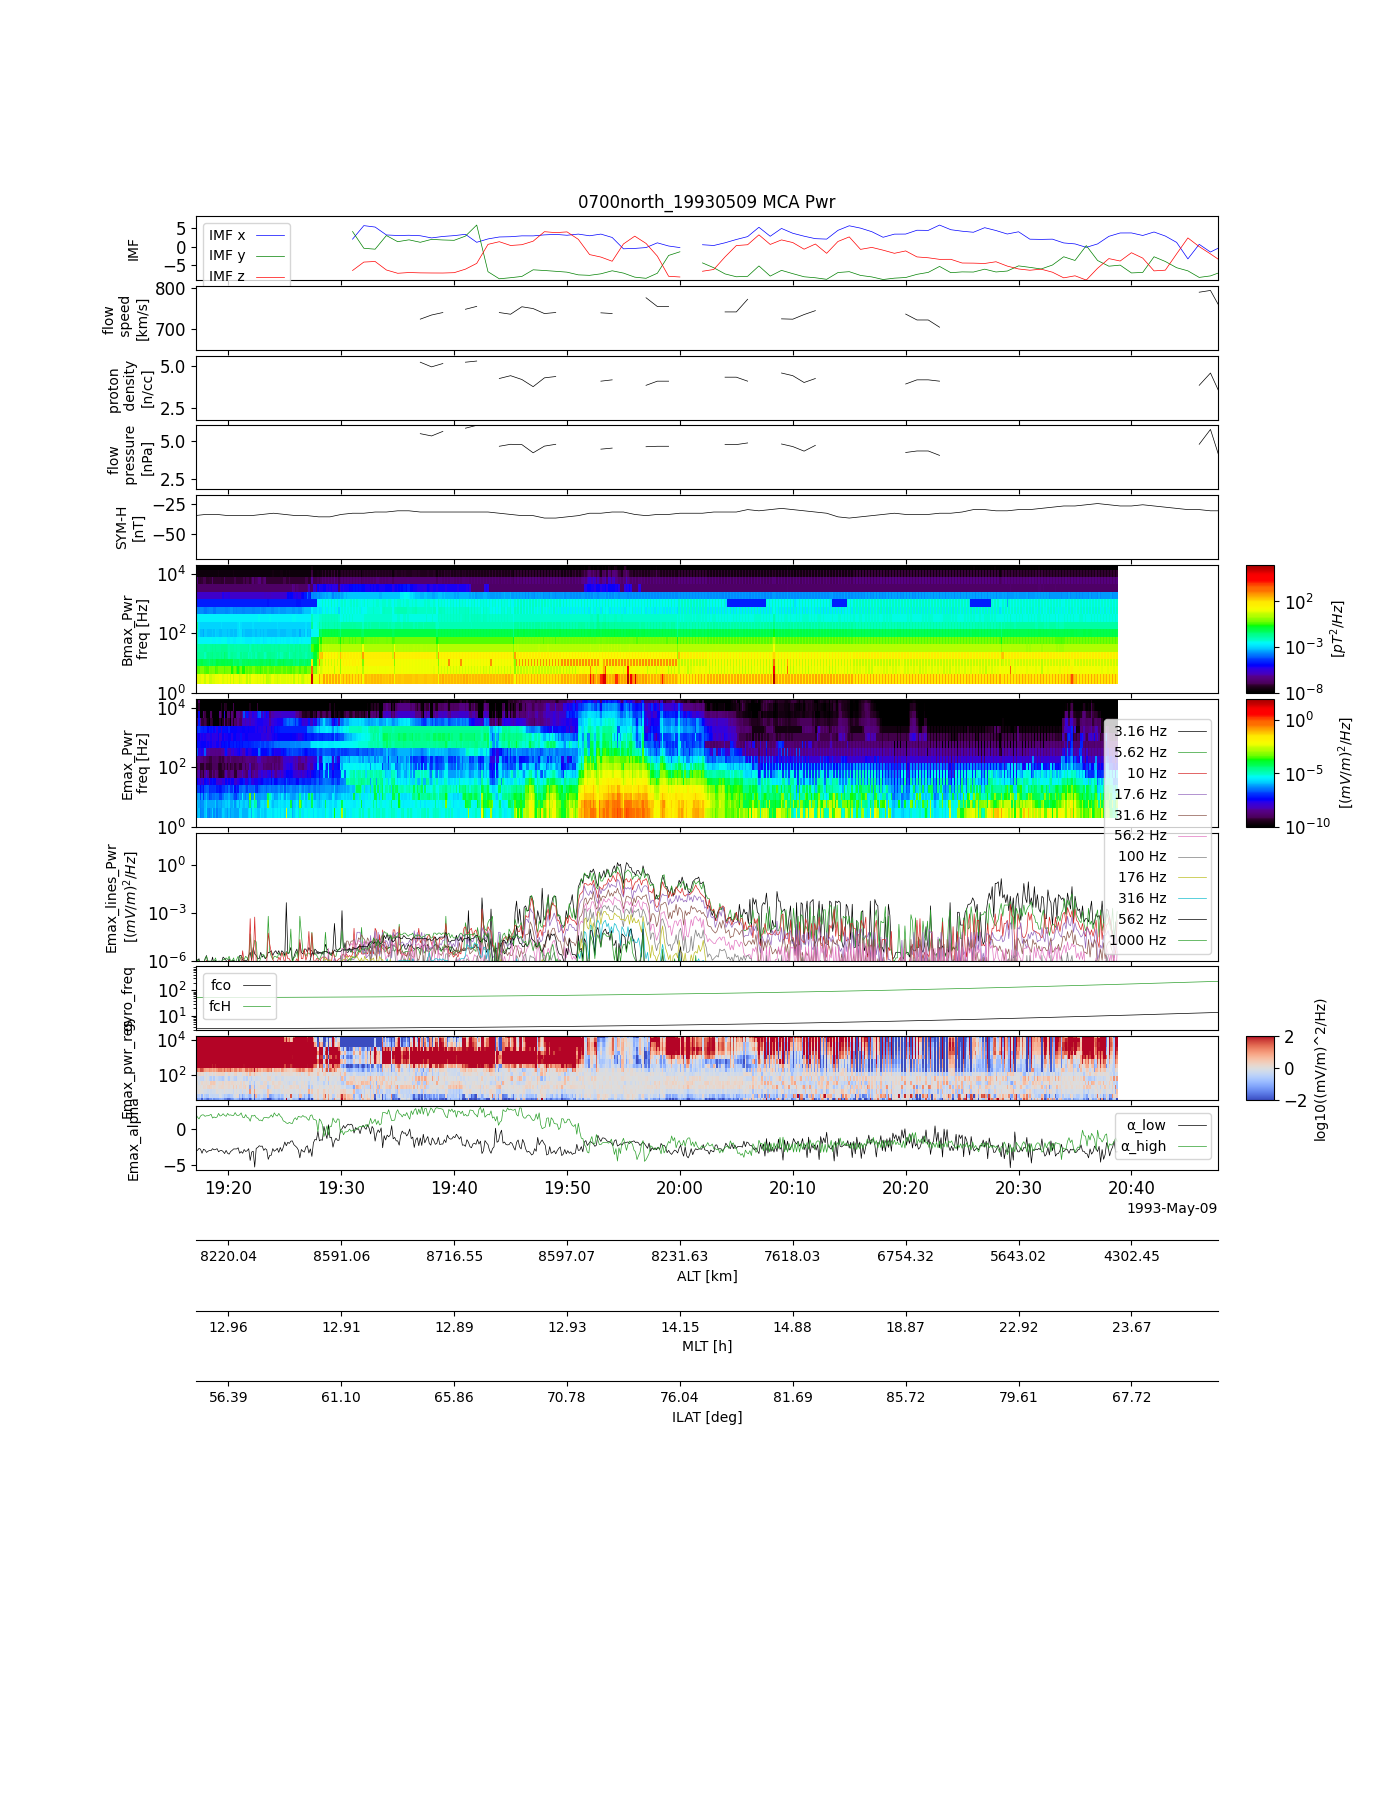 0700north_19930509 MCA Pwr
5
0
−5
IMF
IMF x
IMF y
IMF z
800
700
flow
speed
[km/s]
5.0
2.5
proton
density
[n/cc]
5.0
2.5
flow
pressure
[nPa]
−25
−50
SYM-H
[nT]
10^4
10^2
10^0
Bmax_Pwr
freq [Hz]
10^2
10^−3
10^−8
[pT^2/Hz]
10^4
10^2
10^0
Emax_Pwr
freq [Hz]
10^0
10^−5
10^−10
[(mV/m)^2/Hz]
3.16 Hz
5.62 Hz
10 Hz
17.6 Hz
31.6 Hz
56.2 Hz
100 Hz
176 Hz
316 Hz
562 Hz
1000 Hz
10^0
10^−3
10^−6
Emax_lines_Pwr
[(mV/m)^2/Hz]
10^2
10^1
gyro_freq
fco
fcH
10^4
10^2
Emax_pwr_reg
2
0
−2
log10((mV/m)^2/Hz)
0
−5
Emax_alpha
α_low
α_high
19:20 19:30 19:40 19:50 20:00 20:10 20:20 20:30 20:40
1993-May-09
8220.04 8591.06 8716.55 8597.07 8231.63 7618.03 6754.32 5643.02 4302.45
ALT [km]
12.96 12.91 12.89 12.93 14.15 14.88 18.87 22.92 23.67
MLT [h]
56.39 61.10 65.86 70.78 76.04 81.69 85.72 79.61 67.72
ILAT [deg]